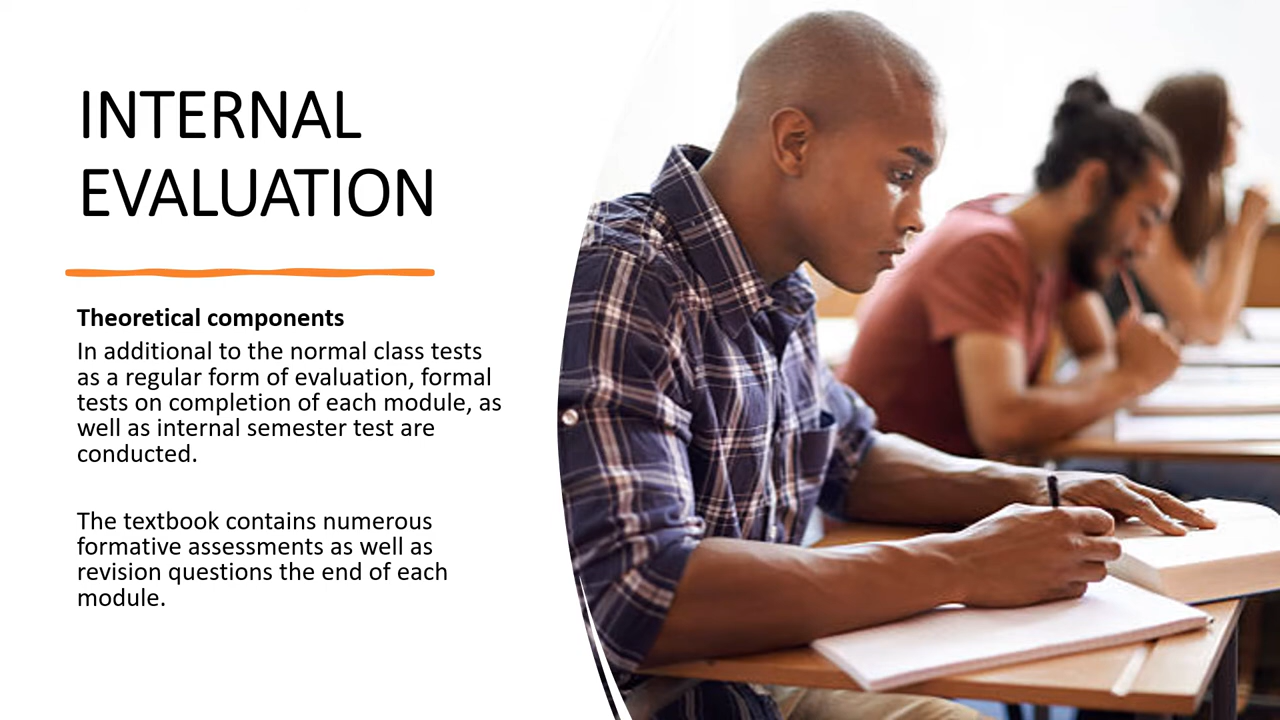 INTERNAL
EVALUATION
Theoretical components
In additional to the normal class tests
as a regular form of evaluation, formal
tests on completion of each module, as
well as internal semester test are
conducted.
The textbook contains numerous
formative assessments as well as
revision questions the end of each
module.